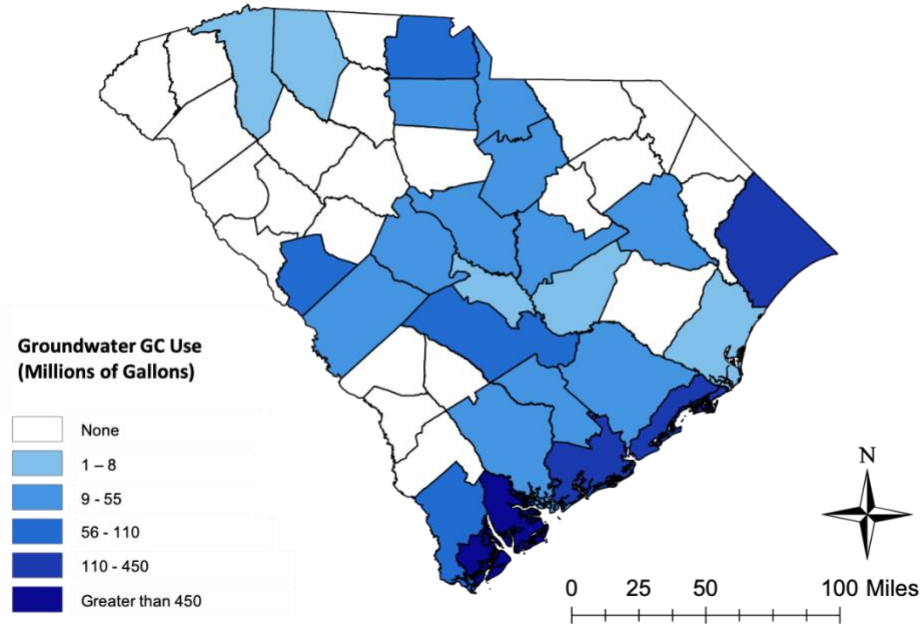 Groundwater GC Use
(Millions of Gallons)
None
1 – 8
9 - 55
56 - 110
110 - 450
Greater than 450
N
0 25 50 100 Miles